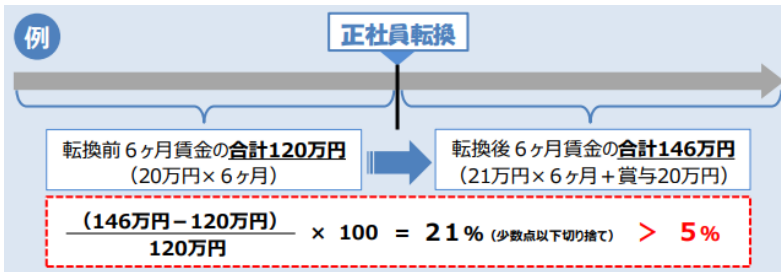 例
正社員転換
転換前6ヶ月賃金の合計120万円
(20万円×6ヶ月)
転換後6ヶ月賃金の合計146万円
(21万円×6ヶ月+賞与20万円)
(146万円-120万円)
120万円
× 100 = 21% (少数点以下切り捨て) > 5%